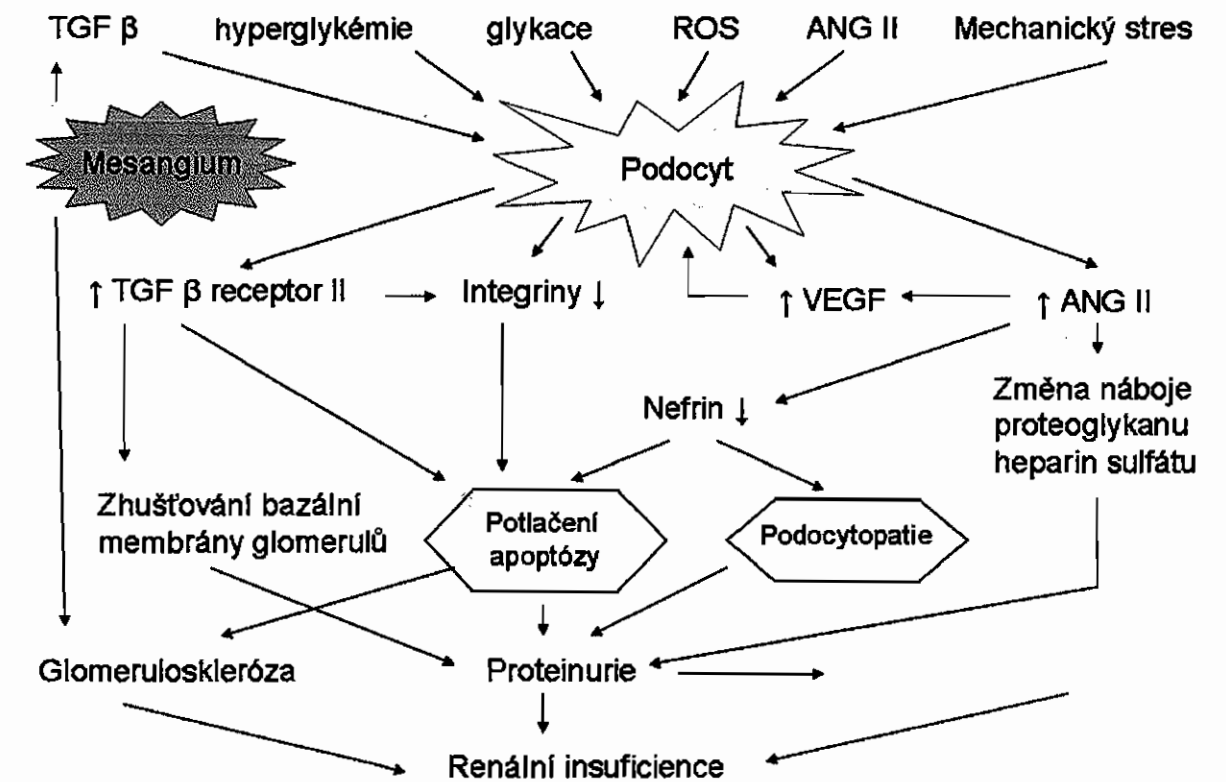 TGF β hyperglykémie glykace ROS ANG II Mechanický stres
Mesangium
Podocyt
↑ TGF β receptor II
Integriny ↓
↑ VEGF
↑ ANG II
Nefrin ↓
Změna náboje
proteoglykanu
heparin sulfátu
Zhušťování bazální
membrány glomerulů
Potlačení
apoptózy
Podocytopatie
Glomeruloskleróza
Proteinurie
Renální insuficience